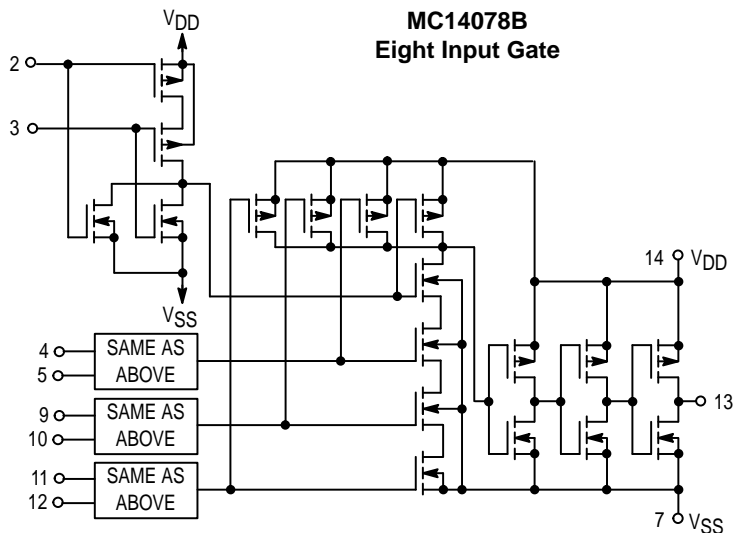 MC14078B
Eight Input Gate
VDD
2
3
VSS
14 VDD
4
5
SAME AS
ABOVE
13
9
10
SAME AS
ABOVE
11
12
SAME AS
ABOVE
7 VSS